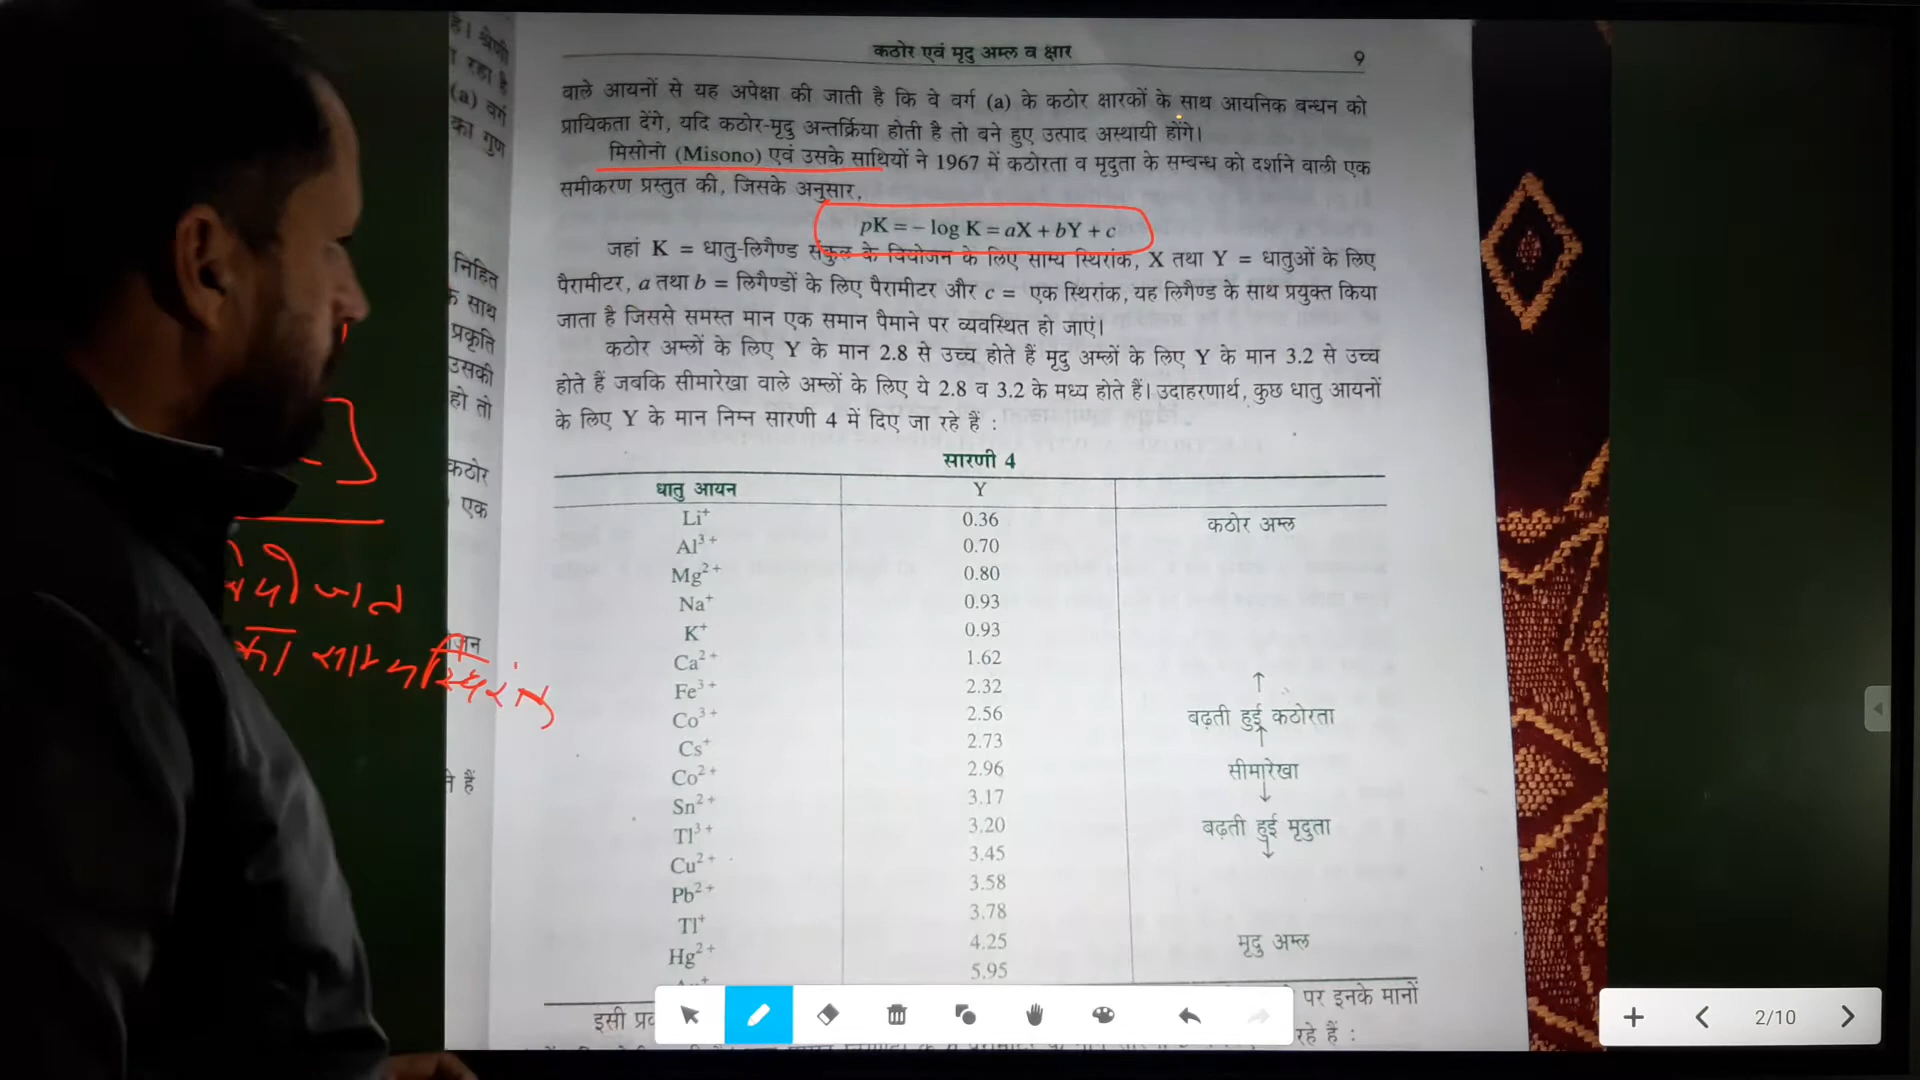 कठोर एवं मृदु अम्ल व क्षार
9
वाले आयनों से यह अपेक्षा की जाती है कि वे वर्ग (a) के कठोर क्षारकों के साथ आयनिक बन्धन को
प्रायिकता देंगे, यदि कठोर-मृदु अन्तर्क्रिया होती है तो बने हुए उत्पाद अस्थायी होंगे।
मिसोनो (Misono) एवं उसके साथियों ने 1967 में कठोरता व मृदुता के सम्बन्ध को दर्शाने वाली एक
समीकरण प्रस्तुत की, जिसके अनुसार,
pK = – log K = aX + bY + c
जहां K = धातु-लिगैण्ड संकुल के वियोजन के लिए साम्य स्थिरांक, X तथा Y = धातुओं के लिए
पैरामीटर, a तथा b = लिगैण्डों के लिए पैरामीटर और c = एक स्थिरांक, यह लिगैण्ड के साथ प्रयुक्त किया
जाता है जिससे समस्त मान एक समान पैमाने पर व्यवस्थित हो जाएं।
कठोर अम्लों के लिए Y के मान 2.8 से उच्च होते हैं मृदु अम्लों के लिए Y के मान 3.2 से उच्च
होते हैं जबकि सीमारेखा वाले अम्लों के लिए ये 2.8 व 3.2 के मध्य होते हैं। उदाहरणार्थ, कुछ धातु आयनों
के लिए Y के मान निम्न सारणी 4 में दिए जा रहे हैं :
सारणी 4
धातु आयन Y
Li⁺ 0.36 कठोर अम्ल
Al³⁺ 0.70
Mg²⁺ 0.80
Na⁺ 0.93
K⁺ 0.93
Ca²⁺ 1.62
Fe³⁺ 2.32 ↑
Co³⁺ 2.56 बढ़ती हुई कठोरता
Cs⁺ 2.73 ↑
Co²⁺ 2.96 सीमारेखा
Sn²⁺ 3.17 ↓
Tl³⁺ 3.20 बढ़ती हुई मृदुता
Cu²⁺ 3.45 ↓
Pb²⁺ 3.58
Tl⁺ 3.78
Hg²⁺ 4.25 मृदु अम्ल
5.95
पर इनके मानों
इसी
रहे हैं :
है। श्रेणी
रहा है
(a) वर्ग
का गुण
निहित
के साथ
प्रकृति
उसकी
हो तो
कठोर
एक
हैं
का साम्य
2/10